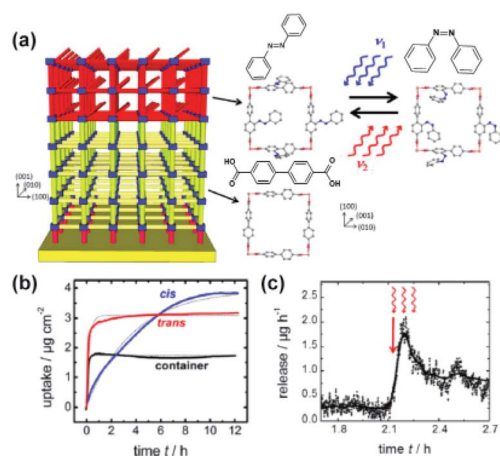 (a)
N=N
N=N
ν1
ν2
HO
O
O
OH
(001)
(010)
(100)
(100)
(001)
(010)
(b)
uptake / µg cm-2
4
3
2
1
0
cis
trans
container
0 2 4 6 8 10 12
time t / h
(c)
release / µg h-1
2.5
2.0
1.5
1.0
0.5
0.0
1.8 2.1 2.4 2.7
time t / h